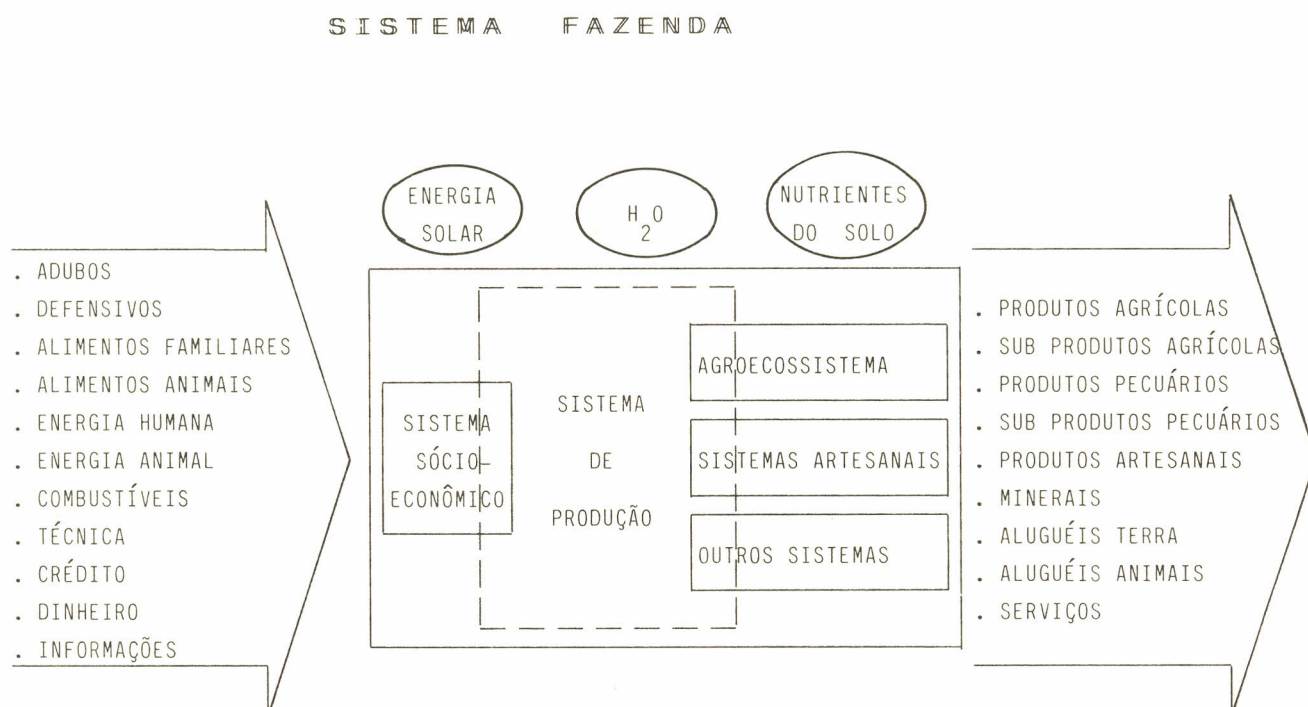 SISTEMA FAZENDA
ENERGIA
SOLAR
H2O
NUTRIENTES
DO SOLO
. ADUBOS
. DEFENSIVOS
. ALIMENTOS FAMILIARES
. ALIMENTOS ANIMAIS
. ENERGIA HUMANA
. ENERGIA ANIMAL
. COMBUSTÍVEIS
. TÉCNICA
. CRÉDITO
. DINHEIRO
. INFORMAÇÕES
SISTEMA
SÓCIO-
ECONÔMICO
SISTEMA
DE
PRODUÇÃO
AGROECOSSISTEMA
SISTEMAS ARTESANAIS
OUTROS SISTEMAS
. PRODUTOS AGRÍCOLAS
. SUB PRODUTOS AGRÍCOLAS
. PRODUTOS PECUÁRIOS
. SUB PRODUTOS PECUÁRIOS
. PRODUTOS ARTESANAIS
. MINERAIS
. ALUGUÉIS TERRA
. ALUGUÉIS ANIMAIS
. SERVIÇOS